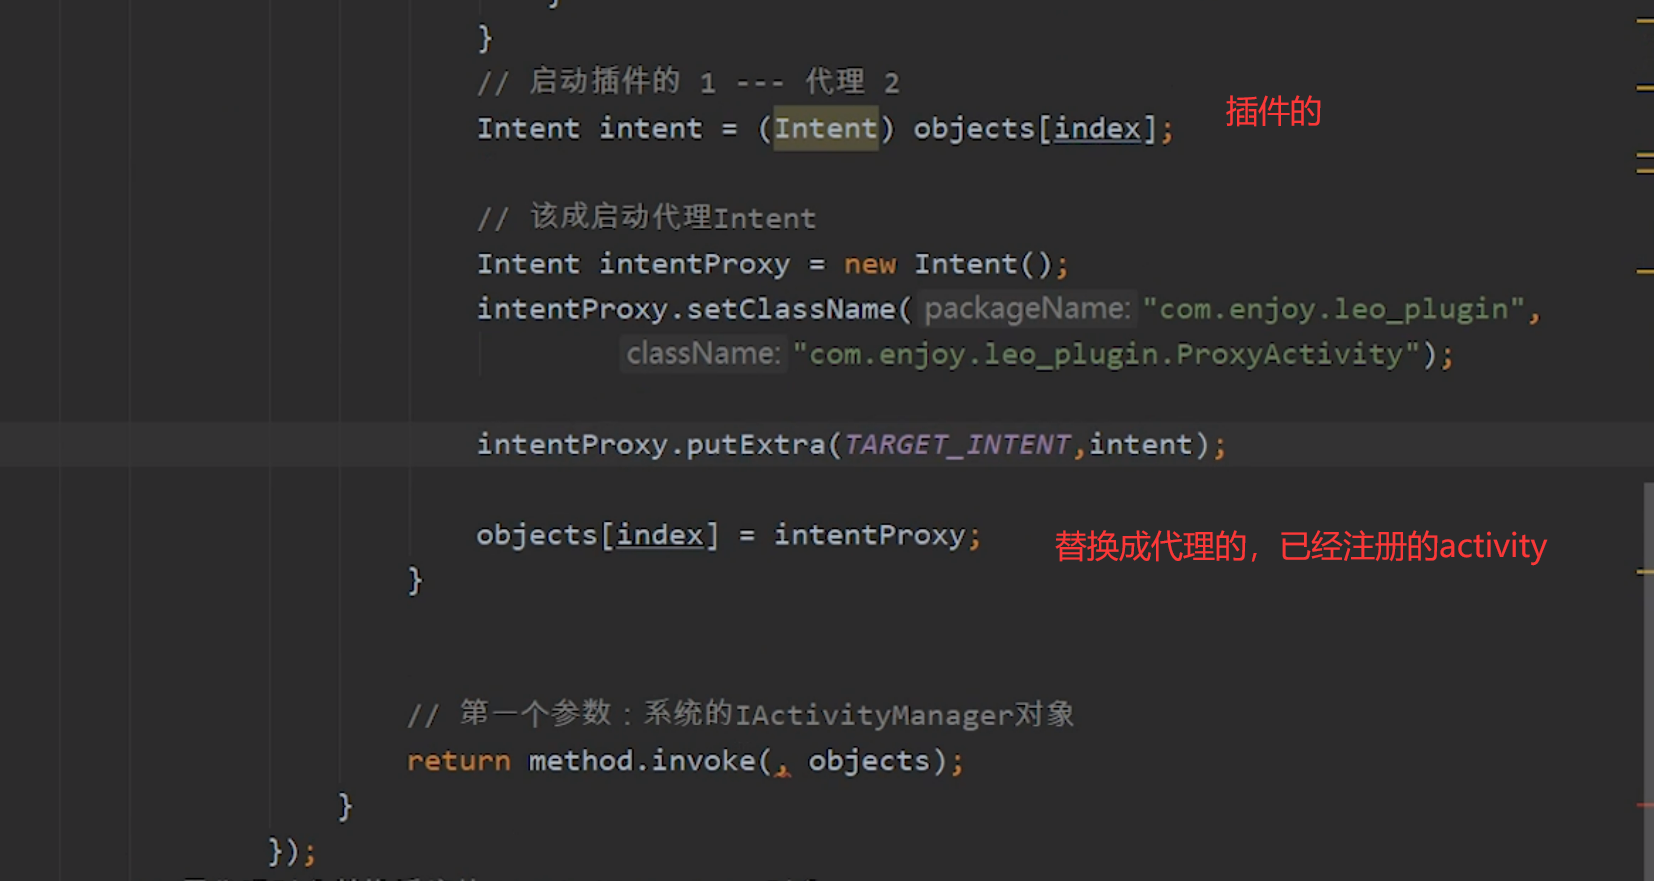 }
// 启动插件的 1 --- 代理 2
Intent intent = (Intent) objects[index]; 插件的
// 该成启动代理Intent
Intent intentProxy = new Intent();
intentProxy.setClassName( packageName: "com.enjoy.leo_plugin",
className: "com.enjoy.leo_plugin.ProxyActivity");
intentProxy.putExtra(TARGET_INTENT,intent);
objects[index] = intentProxy; 替换成代理的，已经注册的activity
}
// 第一个参数：系统的IActivityManager对象
return method.invoke(, objects);
}
});